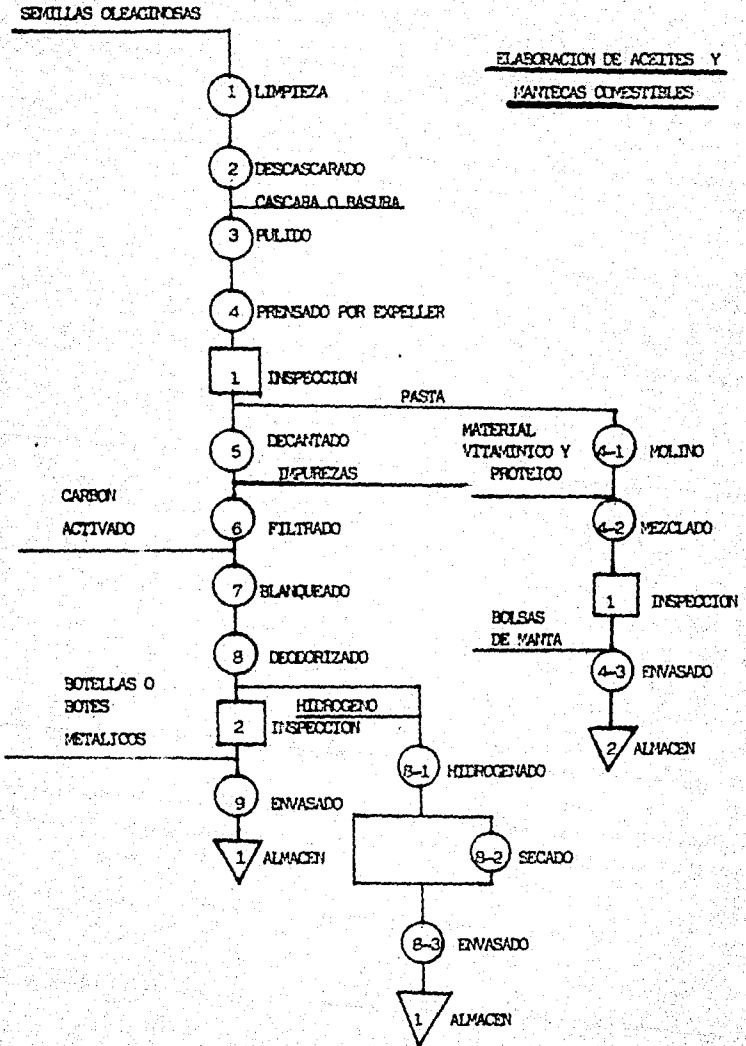 SEMILLAS OLEAGINOSAS
ELABORACION DE ACEITES Y
MANTECAS COMESTIBLES
1 LIMPIEZA
2 DESCASCARADO
CASCARA O BASURA
3 PULIDO
4 PRENSADO POR EXPELLER
1 INSPECCION
PASTA
5 DECANTADO
IMPUREZAS
MATERIAL
VITAMINICO Y
PROTEICO
4-1 MOLINO
CARBON
ACTIVADO
6 FILTRADO
4-2 MEZCLADO
7 BLANQUEADO
1 INSPECCION
BOLSAS
DE MANTA
8 DEODORIZADO
4-3 ENVASADO
BOTELLAS O
BOTES
METALICOS
HIDROGENO
2 INSPECCION
2 ALMACEN
8-1 HIDROGENADO
9 ENVASADO
1 ALMACEN
8-2 SECADO
8-3 ENVASADO
1 ALMACEN